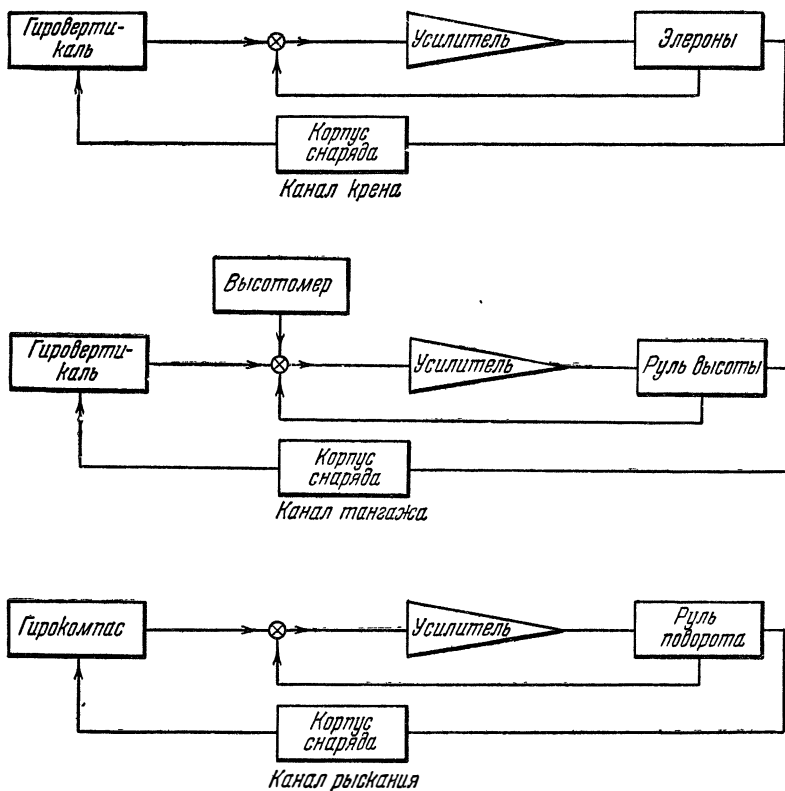 Гироверти-
каль
Усилитель
Элероны
Корпус
снаряда
Канал крена
Высотомер
Гироверти-
каль
Усилитель
Руль высоты
Корпус
снаряда
Канал тангажа
Гирокомпас
Усилитель
Руль
поворота
Корпус
снаряда
Канал рыскания